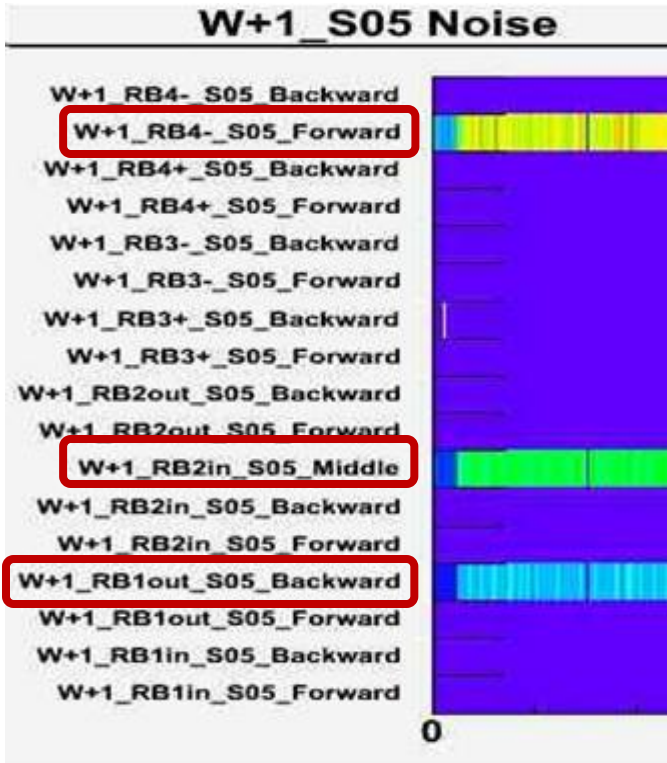 W+1_S05 Noise
W+1_RB4-_S05_Backward
W+1_RB4-_S05_Forward
W+1_RB4+_S05_Backward
W+1_RB4+_S05_Forward
W+1_RB3-_S05_Backward
W+1_RB3-_S05_Forward
W+1_RB3+_S05_Backward
W+1_RB3+_S05_Forward
W+1_RB2out_S05_Backward
W+1_RB2out_S05_Forward
W+1_RB2in_S05_Middle
W+1_RB2in_S05_Backward
W+1_RB2in_S05_Forward
W+1_RB1out_S05_Backward
W+1_RB1out_S05_Forward
W+1_RB1in_S05_Backward
W+1_RB1in_S05_Forward
0